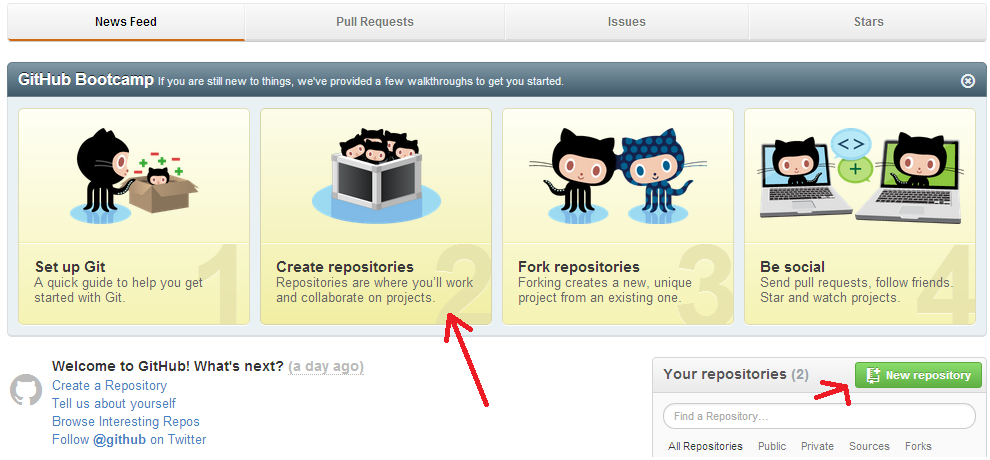 News Feed
Pull Requests
Issues
Stars
GitHub Bootcamp If you are still new to things, we've provided a few walkthroughs to get you started.
<>
+
1
Set up Git
A quick guide to help you get
started with Git.
2
Create repositories
Repositories are where you'll work
and collaborate on projects.
3
Fork repositories
Forking creates a new, unique
project from an existing one.
4
Be social
Send pull requests, follow friends.
Star and watch projects.
Welcome to GitHub! What's next? (a day ago)
Create a Repository
Tell us about yourself
Browse Interesting Repos
Follow @github on Twitter
Your repositories (2)
New repository
Find a Repository...
All Repositories Public Private Sources Forks